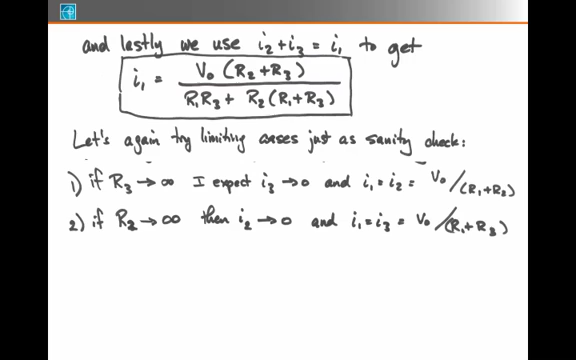 and lastly we use i₂+i₃ = i₁ to get
i₁ = V₀ (R₂+R₃) / R₁R₃ + R₂(R₁+R₃)
Let's again try limiting cases just as sanity check:
1) if R₃ → ∞ I expect i₃ → 0 and i₁ = i₂ = V₀/(R₁+R₂)
2) if R₂ → ∞ then i₂ → 0 and i₁ = i₃ = V₀/(R₁+R₃)